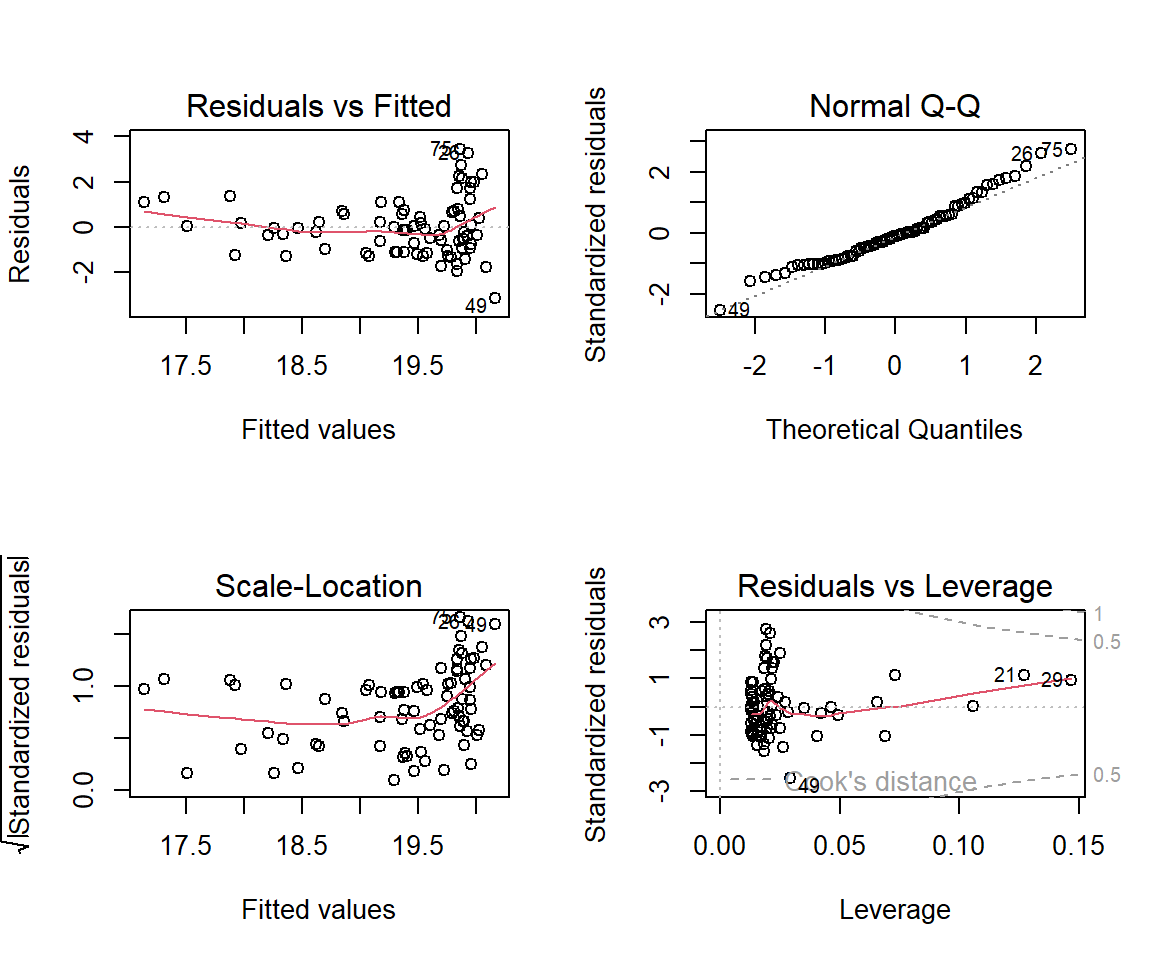 Residuals vs Fitted
Residuals
4
2
0
-2
75
26
49
17.5 18.5 19.5
Fitted values
Normal Q-Q
Standardized residuals
2
0
-2
26 75
49
-2 -1 0 1 2
Theoretical Quantiles
Scale-Location
√|Standardized residuals|
1.0
0.0
75
26 49
17.5 18.5 19.5
Fitted values
Residuals vs Leverage
Standardized residuals
3
1
-1
-3
1
0.5
21 29
0.5
Cook's distance
49
0.00 0.05 0.10 0.15
Leverage